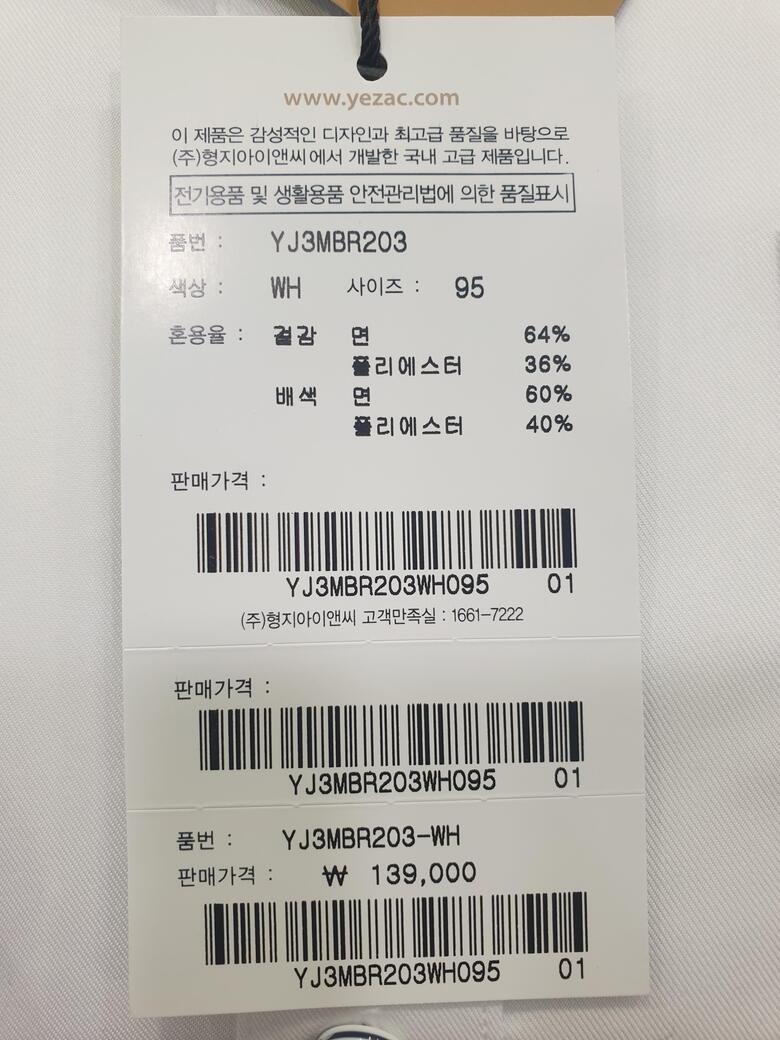 www.yezac.com
이 제품은 감성적인 디자인과 최고급 품질을 바탕으로
(주)형지아이앤씨에서 개발한 국내 고급 제품입니다.
전기용품 및 생활용품 안전관리법에 의한 품질표시
품번 : YJ3MBR203
색상 : WH 사이즈 : 95
혼용율 : 겉감 면 64%
폴리에스터 36%
배색 면 60%
폴리에스터 40%
판매가격 :
YJ3MBR203WH095 01
(주)형지아이앤씨 고객만족실 : 1661-7222
판매가격 :
YJ3MBR203WH095 01
품번 : YJ3MBR203-WH
판매가격 : ₩ 139,000
YJ3MBR203WH095 01